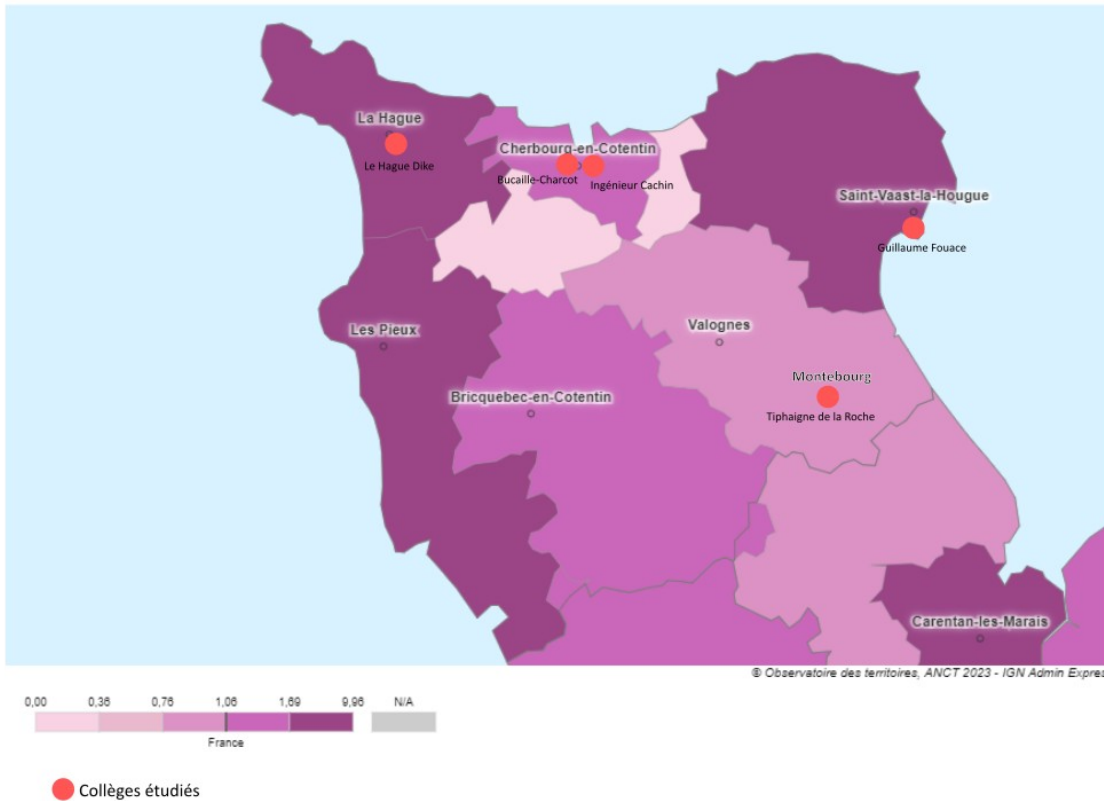 La Hague
Le Hague Dike
Cherbourg-en-Cotentin
Bucaille-Charcot
Ingénieur Cachin
Saint-Vaast-la-Hougue
Guillaume Fouace
Les Pieux
Valognes
Montebourg
Tiphaigne de la Roche
Bricquebec-en-Cotentin
Carentan-les-Marais
© Observatoire des territoires, ANCT 2023 - IGN Admin Expres
0,00 0,36 0,76 1,06 1,69 9,96 N/A
France
Collèges étudiés